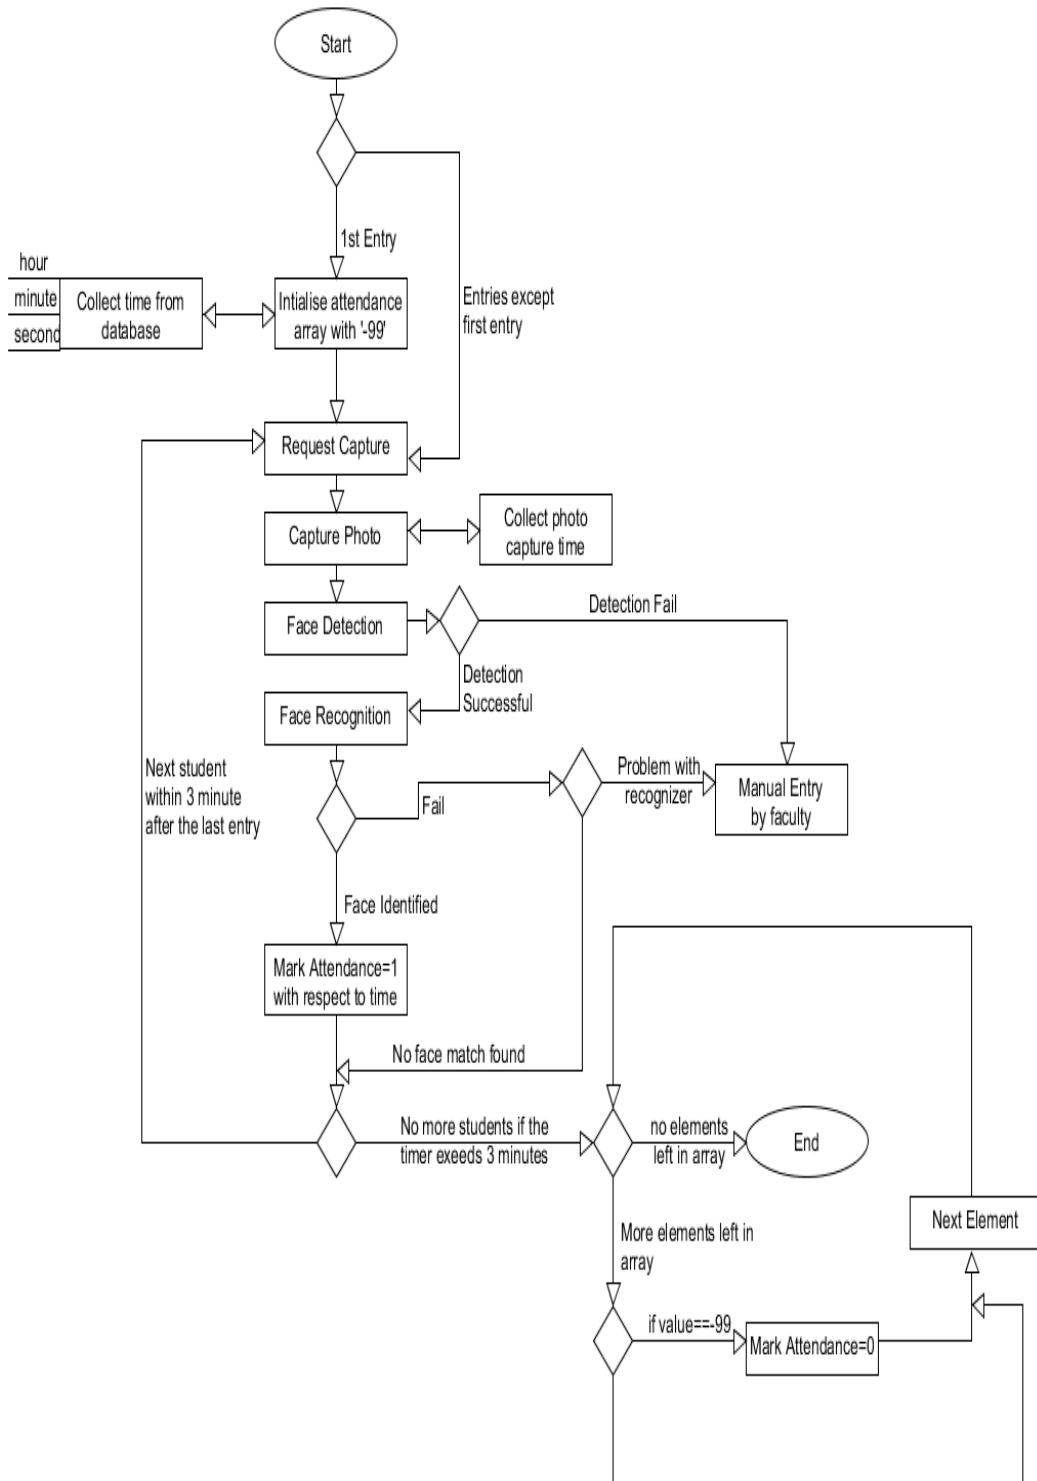 Start
1st Entry
hour
minute
second
Collect time from
database
Intialise attendance
array with '-99'
Entries except
first entry
Request Capture
Capture Photo
Collect photo
capture time
Face Detection
Detection Fail
Detection
Successful
Face Recognition
Next student
within 3 minute
after the last entry
Fail
Problem with
recognizer
Manual Entry
by faculty
Face Identified
Mark Attendance=1
with respect to time
No face match found
No more students if the
timer exeeds 3 minutes
no elements
left in array
End
More elements left in
array
Next Element
if value==-99
Mark Attendance=0